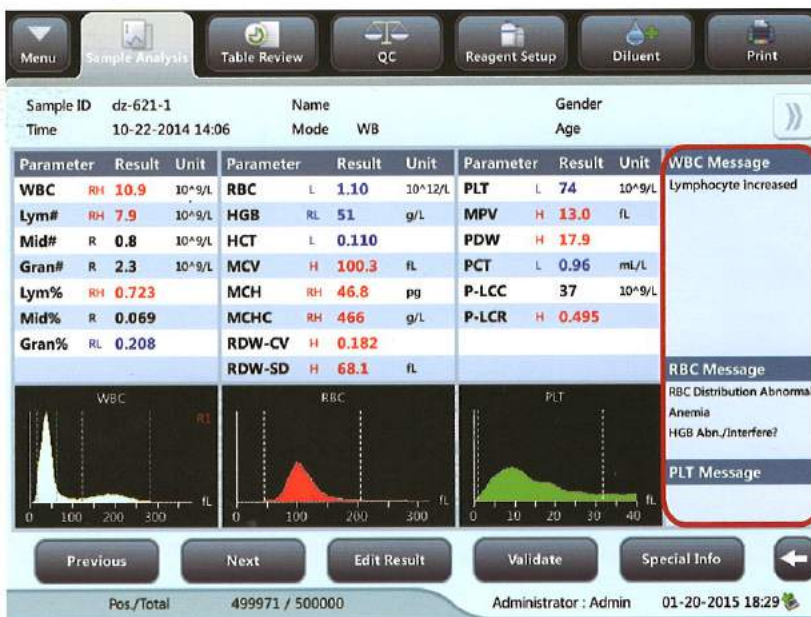 Menu Sample Analysis Table Review QC Reagent Setup Diluent Print
Sample ID dz-621-1 Name Gender
Time 10-22-2014 14:06 Mode WB Age
Parameter Result Unit Parameter Result Unit Parameter Result Unit WBC Message
WBC RH 10.9 10^9/L RBC L 1.10 10^12/L PLT L 74 10^9/L Lymphocyte increased
Lym# RH 7.9 10^9/L HGB RL 51 g/L MPV H 13.0 fL
Mid# R 0.8 10^9/L HCT L 0.110 PDW H 17.9
Gran# R 2.3 10^9/L MCV H 100.3 fL PCT L 0.96 mL/L
Lym% RH 0.723 MCH RH 46.8 pg P-LCC 37 10^9/L
Mid% R 0.069 MCHC RH 466 g/L P-LCR H 0.495
Gran% RL 0.208 RDW-CV H 0.182
RDW-SD H 68.1 fL RBC Message
RBC Distribution Abnormal
Anemia
HGB Abn./Interfere?
PLT Message
WBC RBC PLT
R1
fL fL fL
0 100 200 300 0 100 200 300 0 10 20 30 40
Previous Next Edit Result Validate Special Info
Pos./Total 499971 / 500000 Administrator : Admin 01-20-2015 18:29